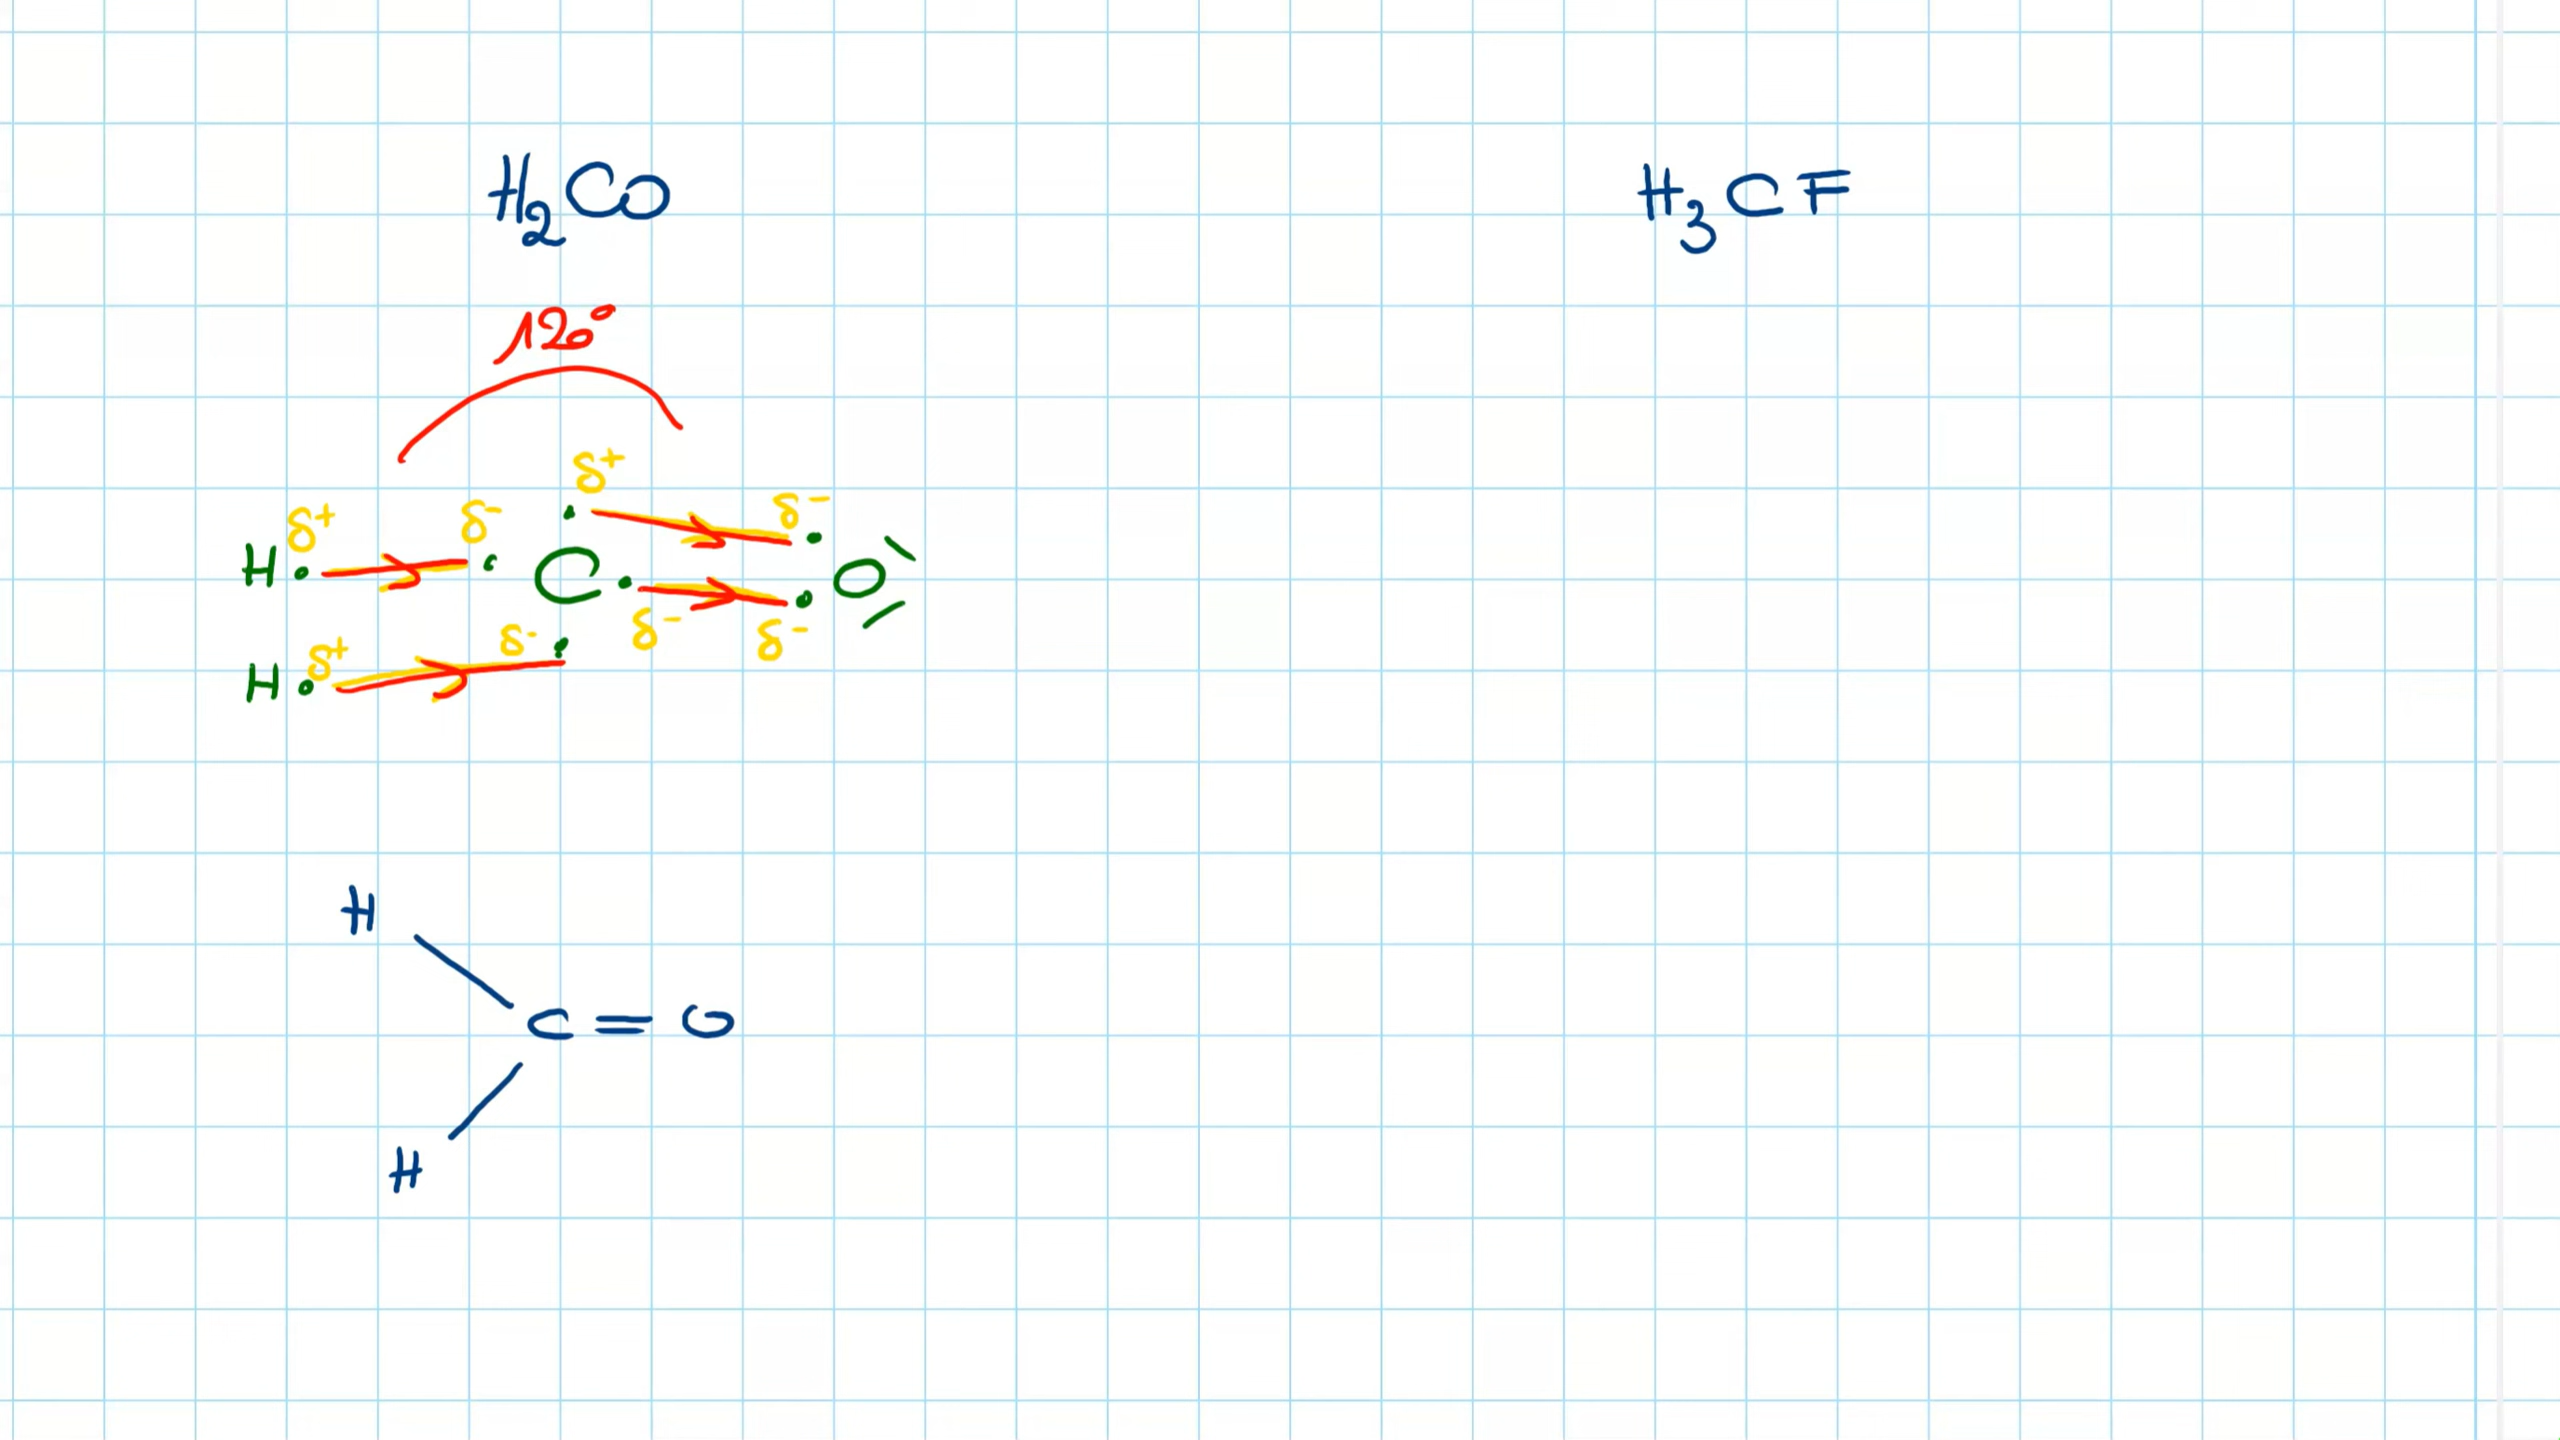 H₂CO
H₃CF
120°
δ⁺
δ⁺ δ⁻ δ⁻
H C O
δ⁺ δ⁻ δ⁻ δ⁻
H
H
C = O
H